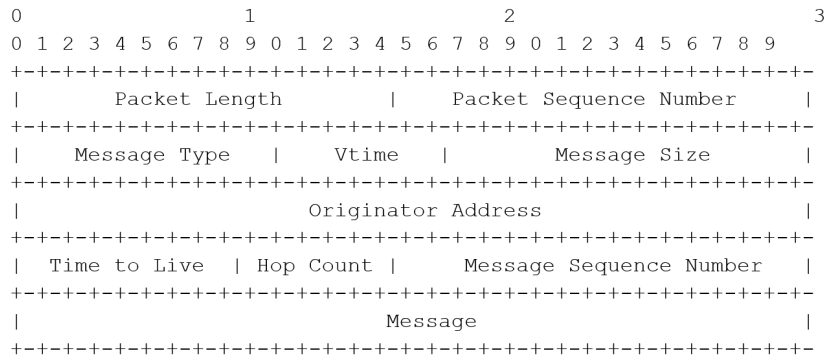 0 1 2 3
0 1 2 3 4 5 6 7 8 9 0 1 2 3 4 5 6 7 8 9 0 1 2 3 4 5 6 7 8 9
+-+-+-+-+-+-+-+-+-+-+-+-+-+-+-+-+-+-+-+-+-+-+-+-+-+-+-+-+-+-+-
| Packet Length | Packet Sequence Number |
+-+-+-+-+-+-+-+-+-+-+-+-+-+-+-+-+-+-+-+-+-+-+-+-+-+-+-+-+-+-+-
| Message Type | Vtime | Message Size |
+-+-+-+-+-+-+-+-+-+-+-+-+-+-+-+-+-+-+-+-+-+-+-+-+-+-+-+-+-+-+-
| Originator Address |
+-+-+-+-+-+-+-+-+-+-+-+-+-+-+-+-+-+-+-+-+-+-+-+-+-+-+-+-+-+-+-
| Time to Live | Hop Count | Message Sequence Number |
+-+-+-+-+-+-+-+-+-+-+-+-+-+-+-+-+-+-+-+-+-+-+-+-+-+-+-+-+-+-+-
| Message |
+-+-+-+-+-+-+-+-+-+-+-+-+-+-+-+-+-+-+-+-+-+-+-+-+-+-+-+-+-+-+-